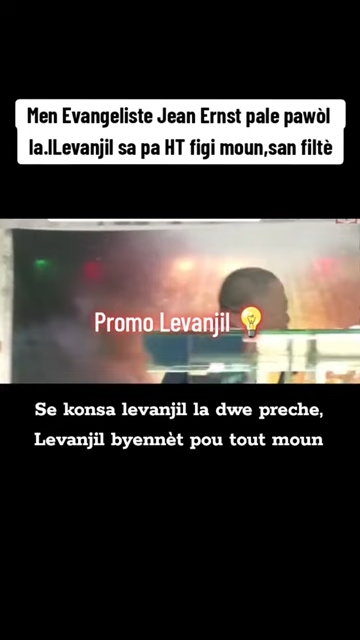 Men Evangeliste Jean Ernst pale pawòl
la.lLevanjil sa pa HT figi moun,san filtè
Promo Levanjil 💡
Se konsa levanjil la dwe preche,
Levanjil byennèt pou tout moun